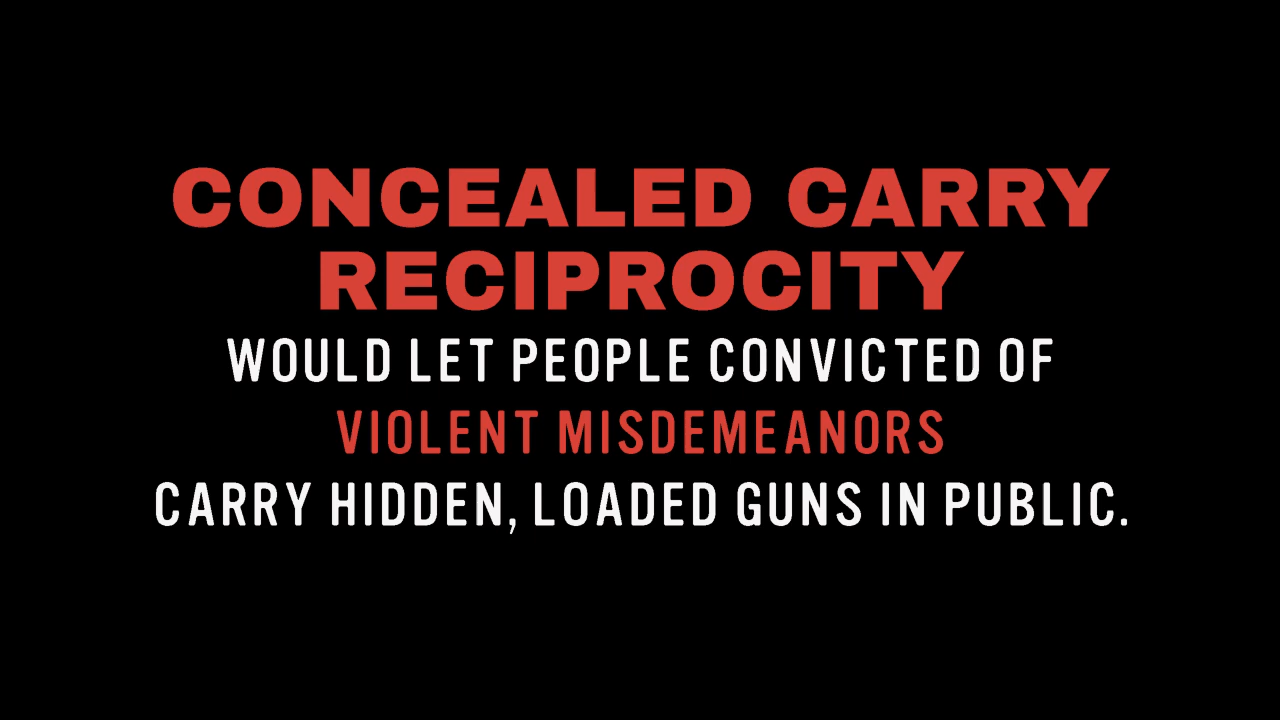 CONCEALED CARRY
RECIPROCITY
WOULD LET PEOPLE CONVICTED OF
VIOLENT MISDEMEANORS
CARRY HIDDEN, LOADED GUNS IN PUBLIC.